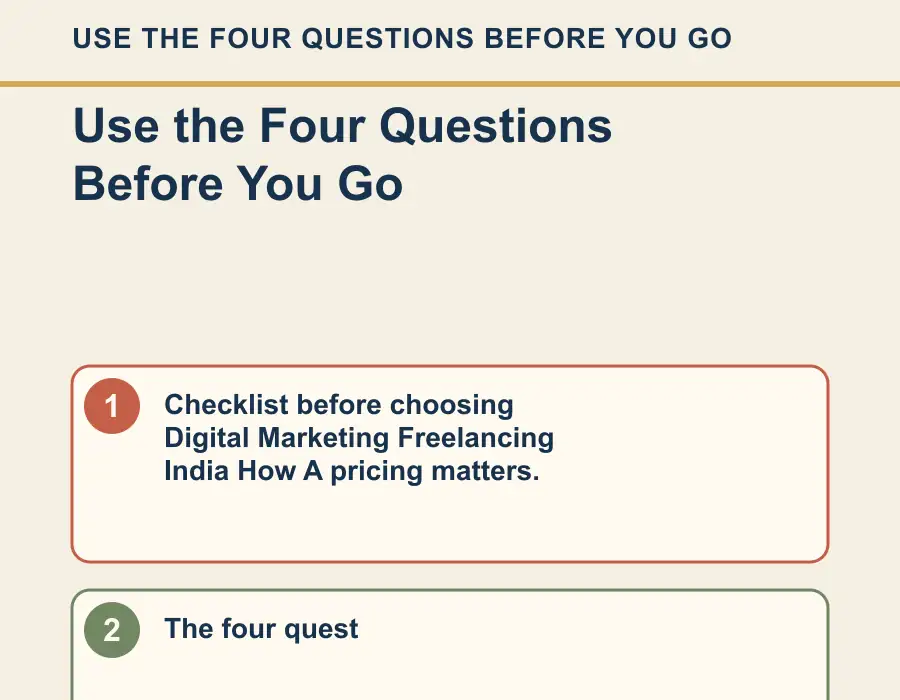 USE THE FOUR QUESTIONS BEFORE YOU GO
Use the Four Questions
Before You Go
1
Checklist before choosing
Digital Marketing Freelancing
India How A pricing matters.
2
The four quest